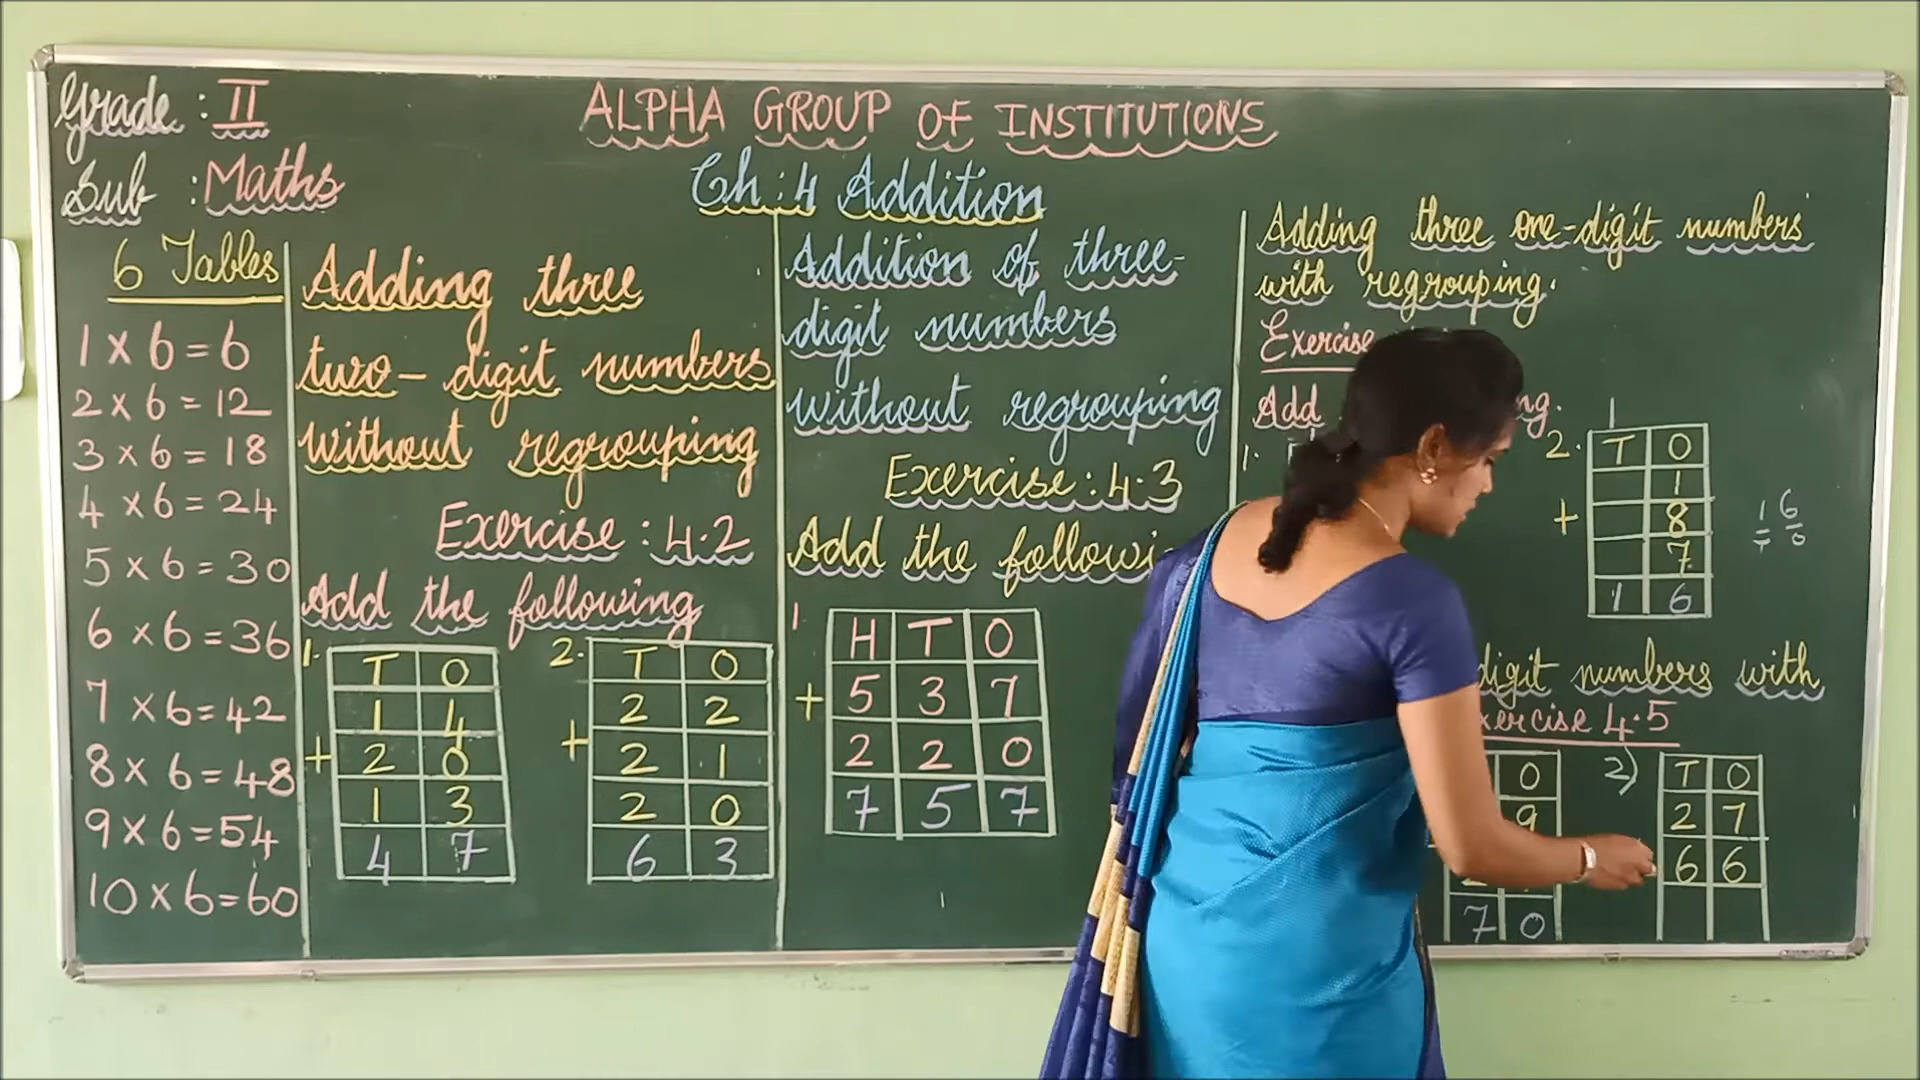 Grade : II
ALPHA GROUP OF INSTITUTIONS
Sub : Maths
Ch : 4 Addition
6 Tables
1 x 6 = 6
2 x 6 = 12
3 x 6 = 18
4 x 6 = 24
5 x 6 = 30
6 x 6 = 36
7 x 6 = 42
8 x 6 = 48
9 x 6 = 54
10 x 6 = 60
Adding three
two-digit numbers
without regrouping
Exercise : 4.2
Add the following
1.
T O
1 4
+ 2 0
1 3
4 7
2.
T O
2 2
+ 2 1
2 0
6 3
Addition of three-
digit numbers
without regrouping
Exercise : 4.3
Add the
1
H T O
+ 5 3 7
2 2 0
7 5 7
Adding three one-digit numbers
with regrouping.
Exercise
Add
1.
2.
1
T O
1
+ 8
7
1 6
1 6
T O
digit numbers with
Exercise 4.5
O
9
7 0
2)
T O
2 7
6 6